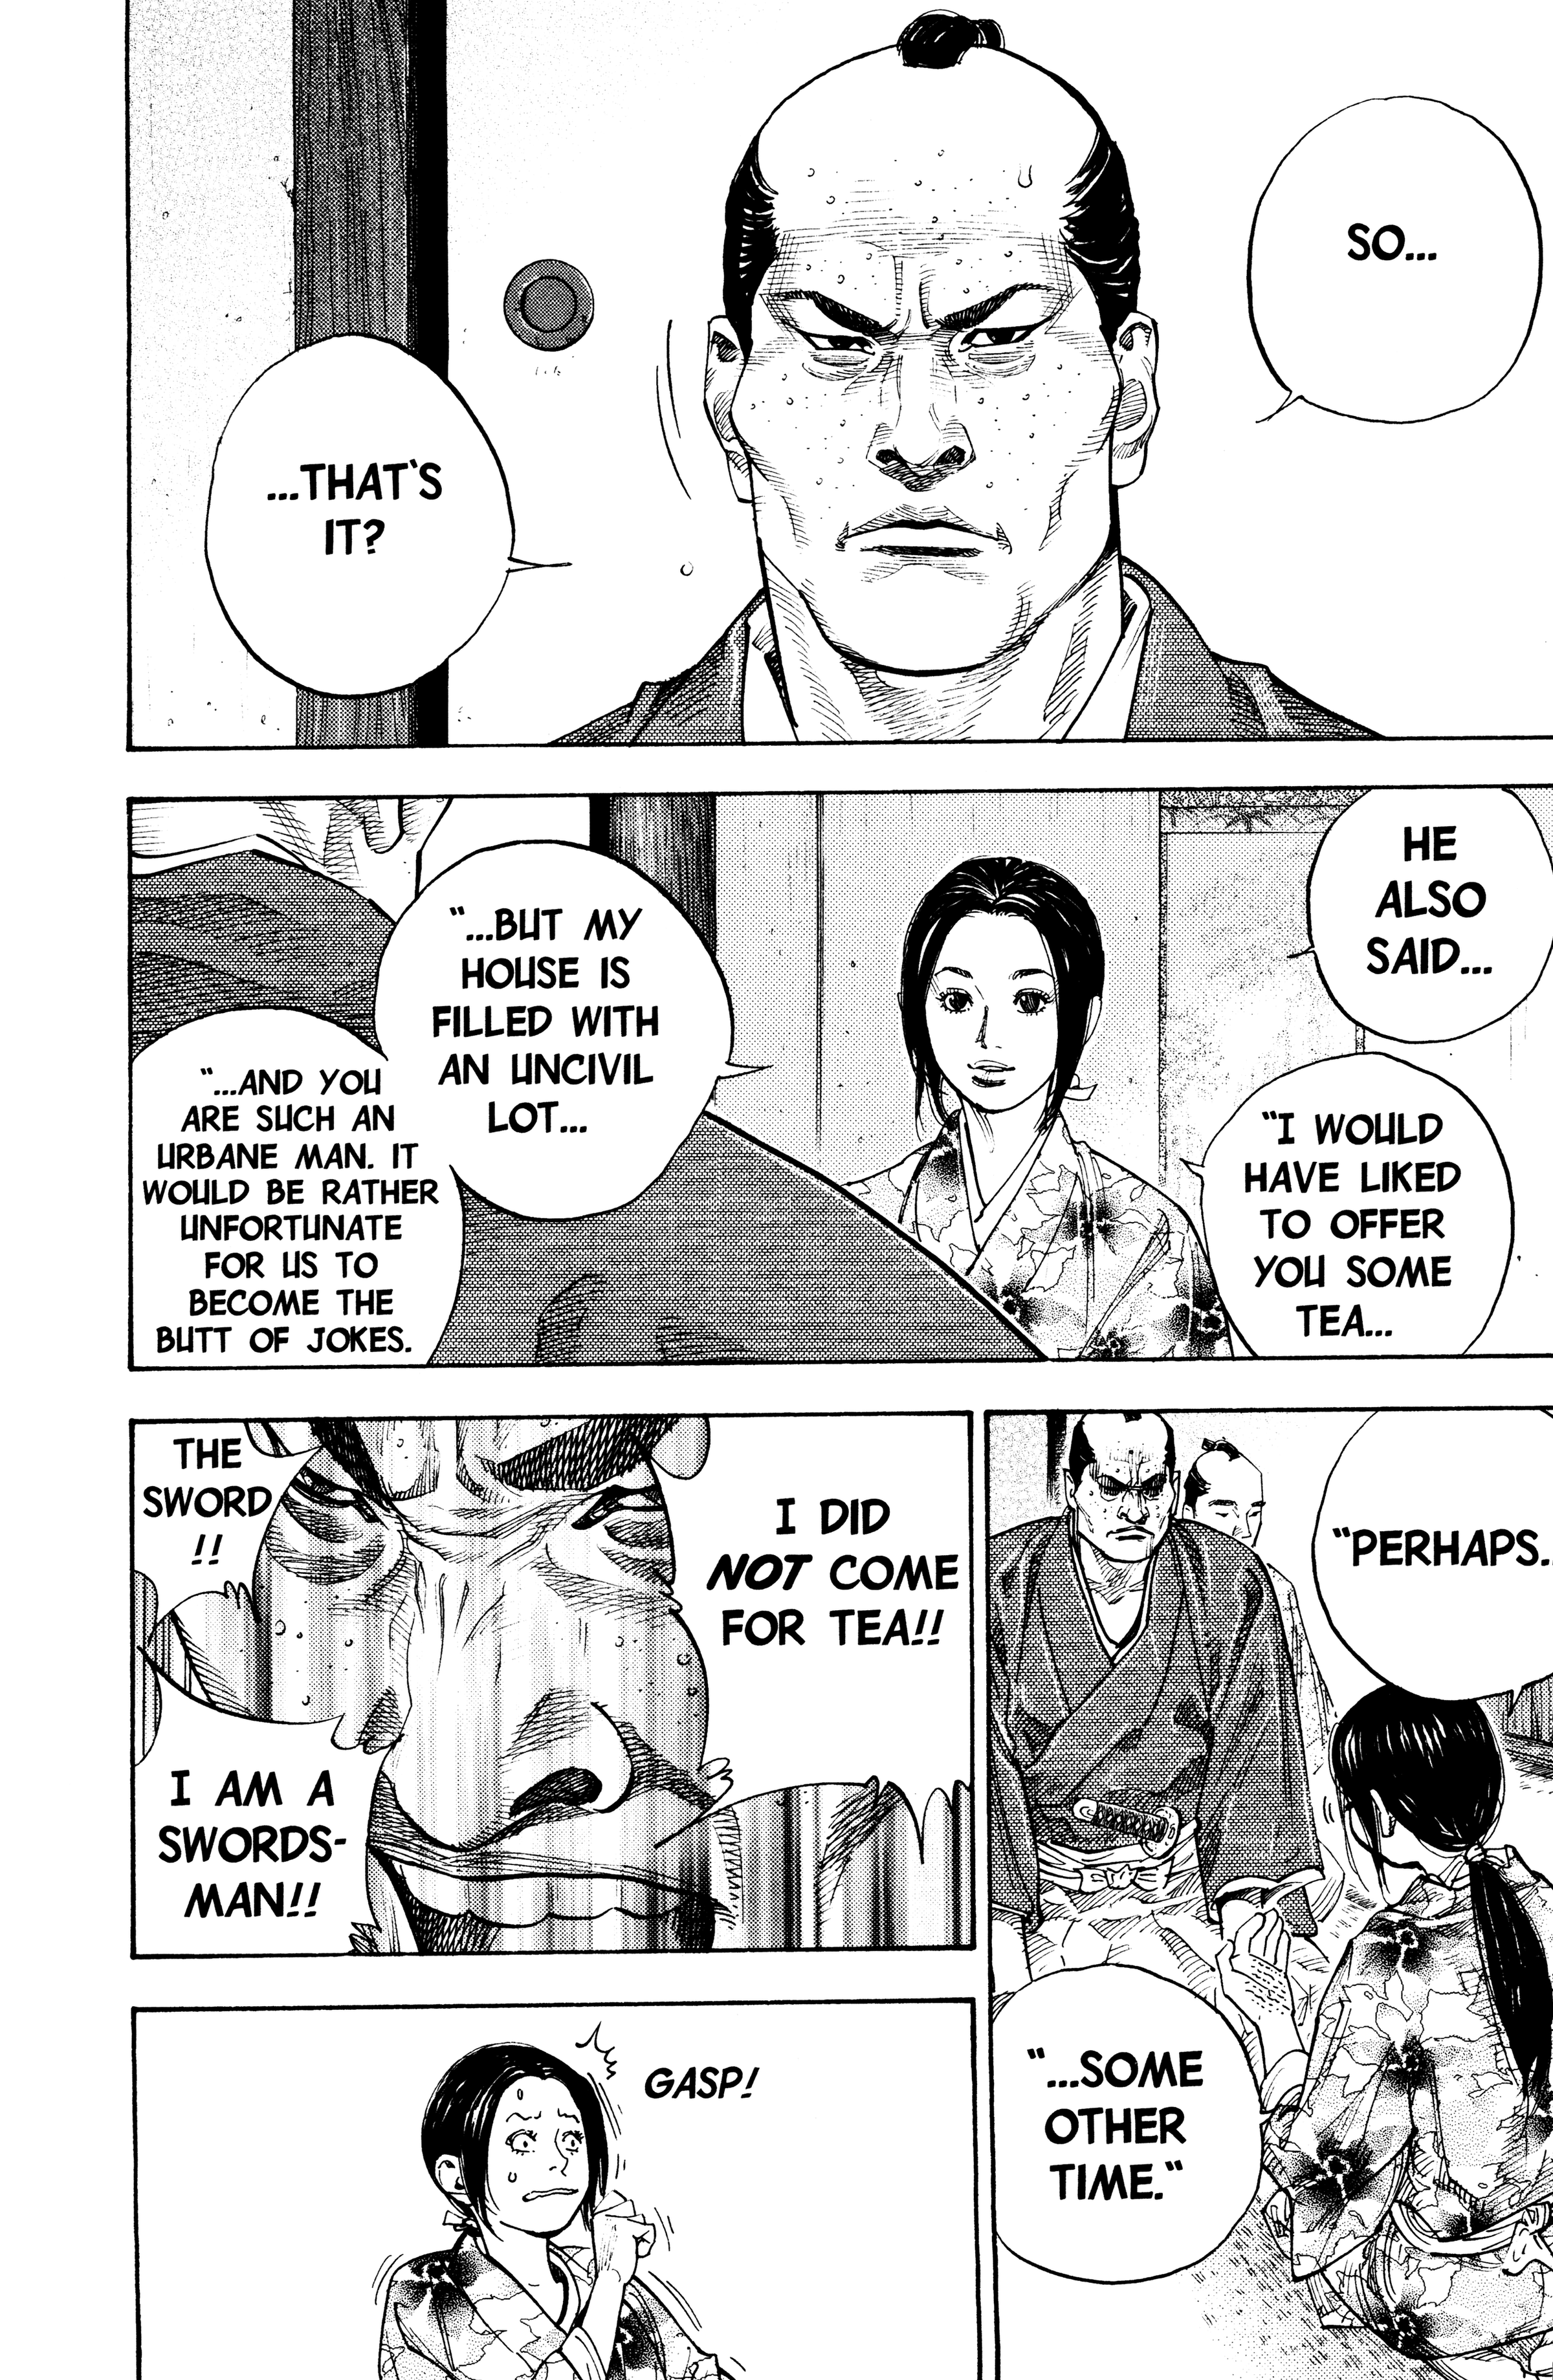 SO...
...THAT'S
IT?
HE
ALSO
SAID...
"I WOULD
HAVE LIKED
TO OFFER
YOU SOME
TEA...
"...BUT MY
HOUSE IS
FILLED WITH
AN UNCIVIL
LOT...
"...AND YOU
ARE SUCH AN
URBANE MAN. IT
WOULD BE RATHER
UNFORTUNATE
FOR US TO
BECOME THE
BUTT OF JOKES.
"PERHAPS..
"...SOME
OTHER
TIME."
I DID
NOT COME
FOR TEA!!
THE
SWORD
!!
I AM A
SWORDS-
MAN!!
GASP!